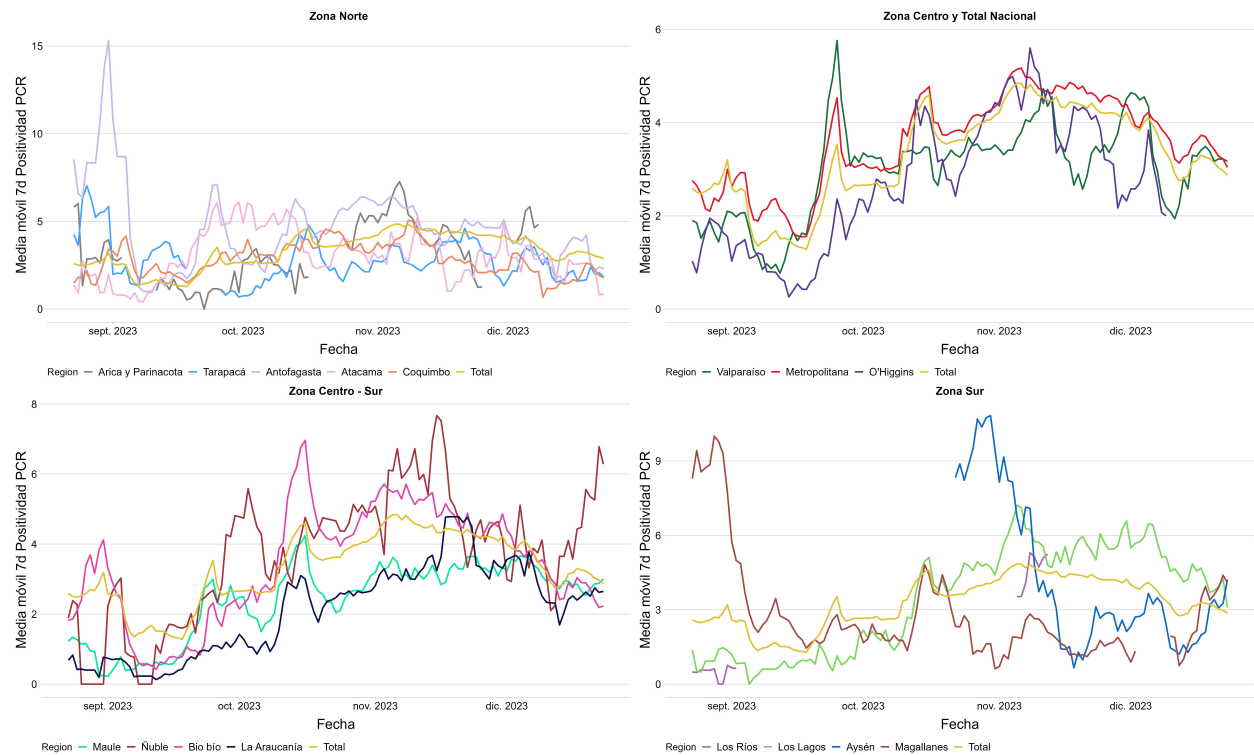 Zona Norte
Media móvil 7d Positividad PCR
15
10
5
0
sept. 2023 oct. 2023 nov. 2023 dic. 2023
Fecha
Region Arica y Parinacota Tarapacá Antofagasta Atacama Coquimbo Total
Zona Centro y Total Nacional
Media móvil 7d Positividad PCR
6
4
2
0
sept. 2023 oct. 2023 nov. 2023 dic. 2023
Fecha
Region Valparaíso Metropolitana O'Higgins Total
Zona Centro - Sur
Media móvil 7d Positividad PCR
8
6
4
2
0
sept. 2023 oct. 2023 nov. 2023 dic. 2023
Fecha
Region Maule Ñuble Bio bío La Araucanía Total
Zona Sur
Media móvil 7d Positividad PCR
9
6
3
0
sept. 2023 oct. 2023 nov. 2023 dic. 2023
Fecha
Region Los Ríos Los Lagos Aysén Magallanes Total